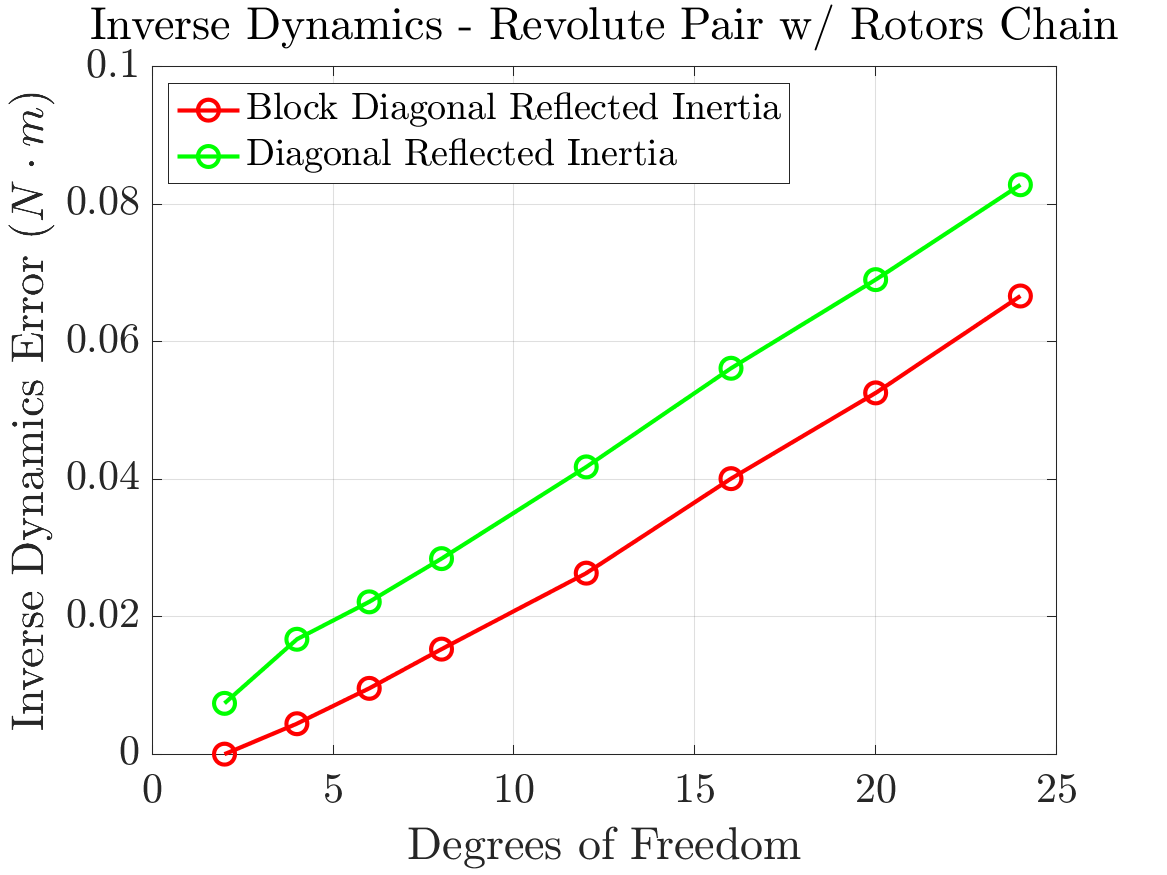 Inverse Dynamics - Revolute Pair w/ Rotors Chain
Inverse Dynamics Error (N · m)
0.1
0.08
0.06
0.04
0.02
0
Block Diagonal Reflected Inertia
Diagonal Reflected Inertia
0 5 10 15 20 25
Degrees of Freedom